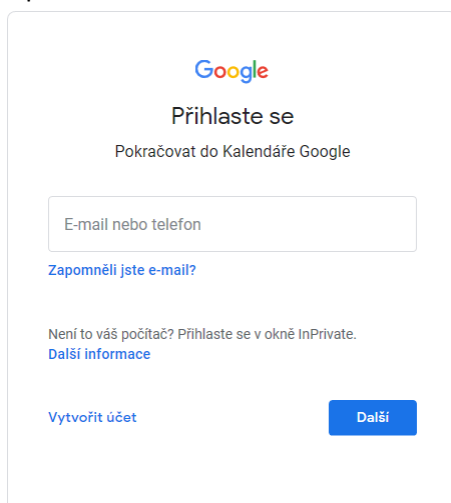 Google
Přihlaste se
Pokračovat do Kalendáře Google
E-mail nebo telefon
Zapomněli jste e-mail?
Není to váš počítač? Přihlaste se v okně InPrivate.
Další informace
Vytvořit účet
Další